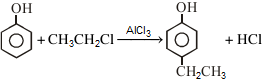 OH
OH
+ CH₃CH₂Cl
AlCl₃
+ HCl
CH₂CH₃